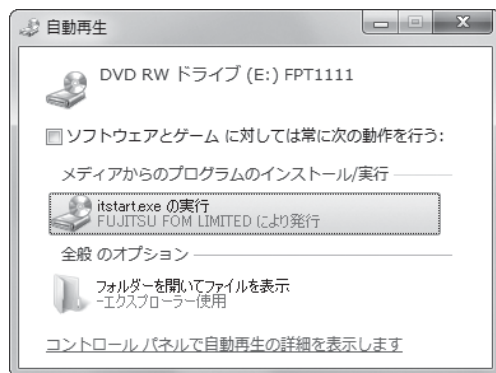 自動再生
DVD RW ドライブ (E:) FPT1111
ソフトウェアとゲーム に対しては常に次の動作を行う:
メディアからのプログラムのインストール/実行
itstart.exe の実行
FUJITSU FOM LIMITED により発行
全般 のオプション
フォルダーを開いてファイルを表示
-エクスプローラー使用
コントロール パネルで自動再生の詳細を表示します